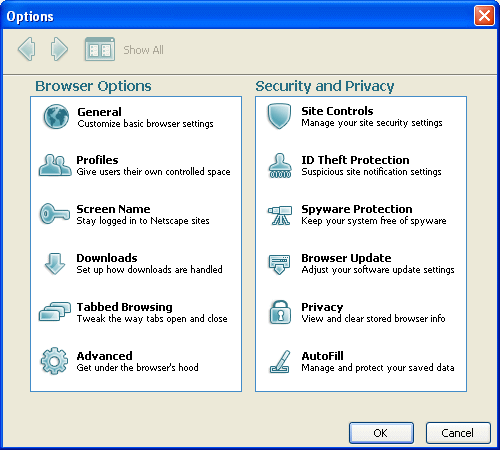 Options
Show All
Browser Options
General
Customize basic browser settings
Profiles
Give users their own controlled space
Screen Name
Stay logged in to Netscape sites
Downloads
Set up how downloads are handled
Tabbed Browsing
Tweak the way tabs open and close
Advanced
Get under the browser's hood
Security and Privacy
Site Controls
Manage your site security settings
ID Theft Protection
Suspicious site notification settings
Spyware Protection
Keep your system free of spyware
Browser Update
Adjust your software update settings
Privacy
View and clear stored browser info
AutoFill
Manage and protect your saved data
OK
Cancel